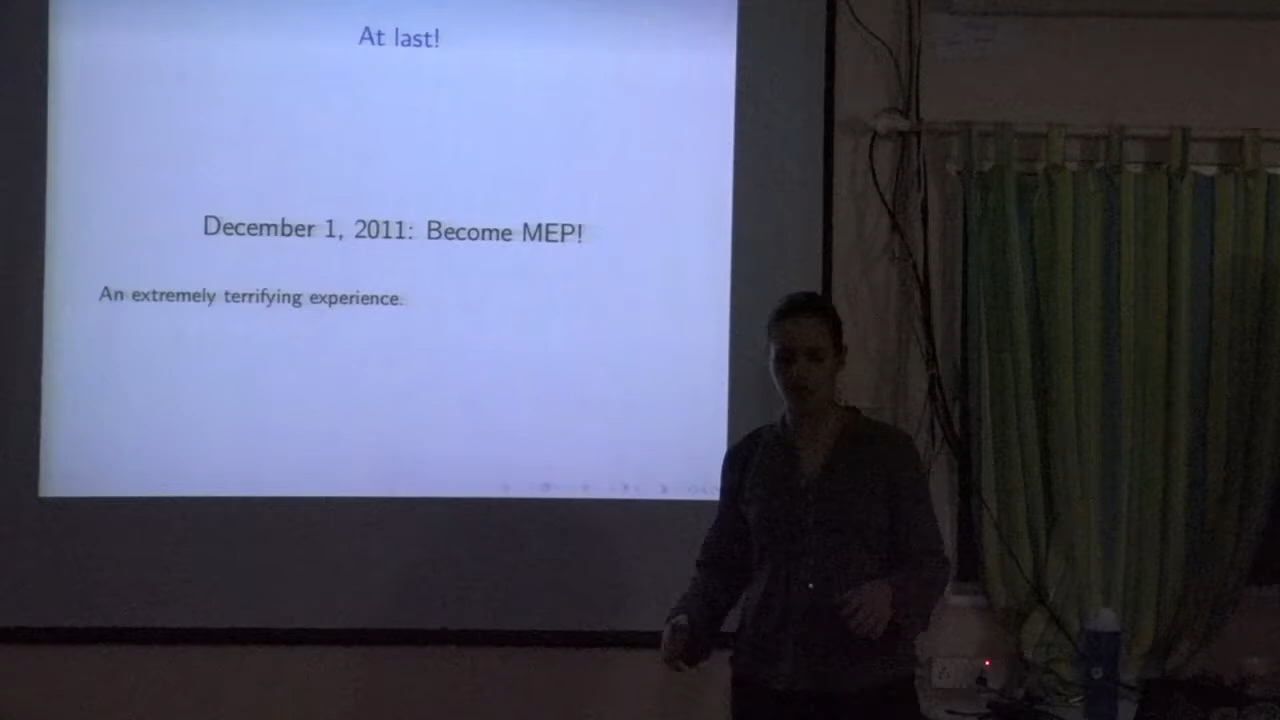 At last!
December 1, 2011: Become MEP!
An extremely terrifying experience.